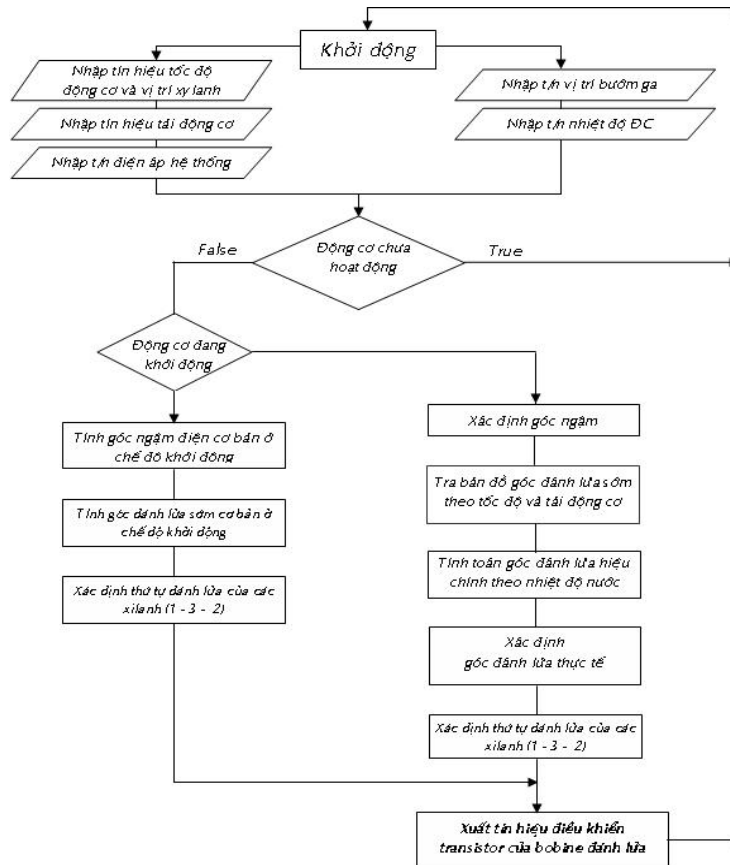 Khởi động
Nhập tín hiệu tốc độ
động cơ và vị trí xy lanh
Nhập tín hiệu tải động cơ
Nhập t/h điện áp hệ thống
Nhập t/h vị trí bướm ga
Nhập t/h nhiệt độ ĐC
Động cơ chưa
hoạt động
False
True
Động cơ đang
khởi động
Tính góc ngậm điện cơ bản ở
chế độ khởi động
Tính góc đánh lửa sớm cơ bản ở
chế độ khởi động
Xác định thứ tự đánh lửa của các
xilanh (1 - 3 - 2)
Xác định góc ngậm
Tra bản đồ góc đánh lửa sớm
theo tốc độ và tải động cơ
Tính toán góc đánh lửa hiệu
chỉnh theo nhiệt độ nước
Xác định
góc đánh lửa thực tế
Xác định thứ tự đánh lửa của các
xilanh (1 - 3 - 2)
Xuất tín hiệu điều khiển
transistor của bobine đánh lửa